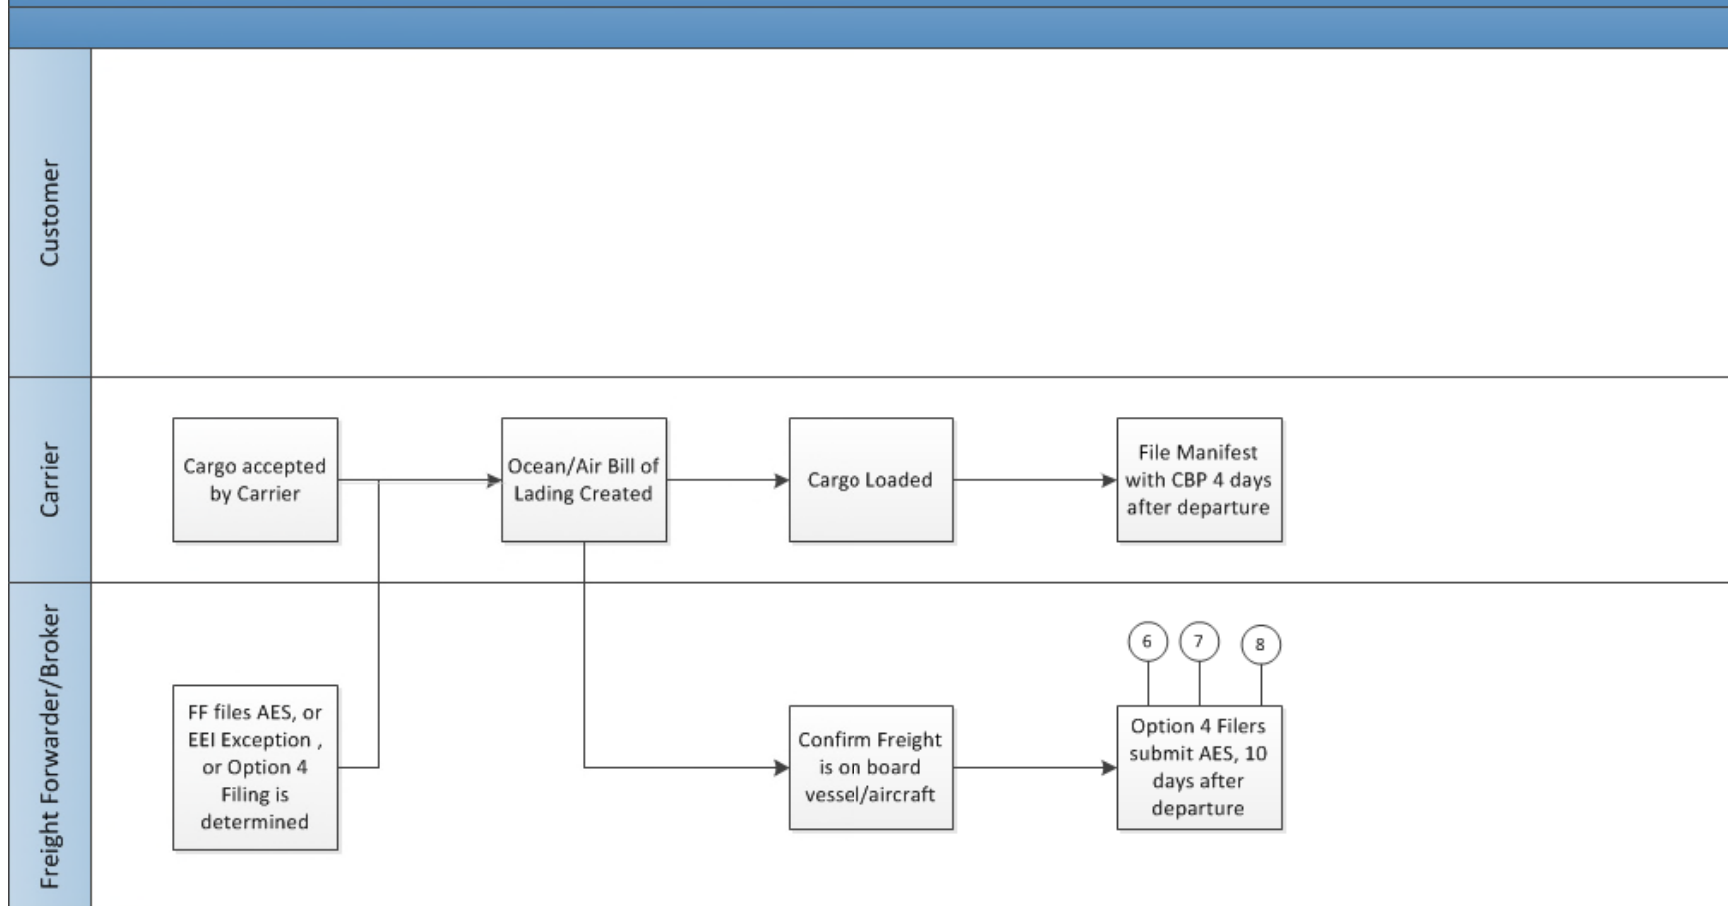 Customer
Carrier
Cargo accepted
by Carrier
Ocean/Air Bill of
Lading Created
Cargo Loaded
File Manifest
with CBP 4 days
after departure
Freight Forwarder/Broker
FF files AES, or
EEI Exception ,
or Option 4
Filing is
determined
Confirm Freight
is on board
vessel/aircraft
6
7
8
Option 4 Filers
submit AES, 10
days after
departure